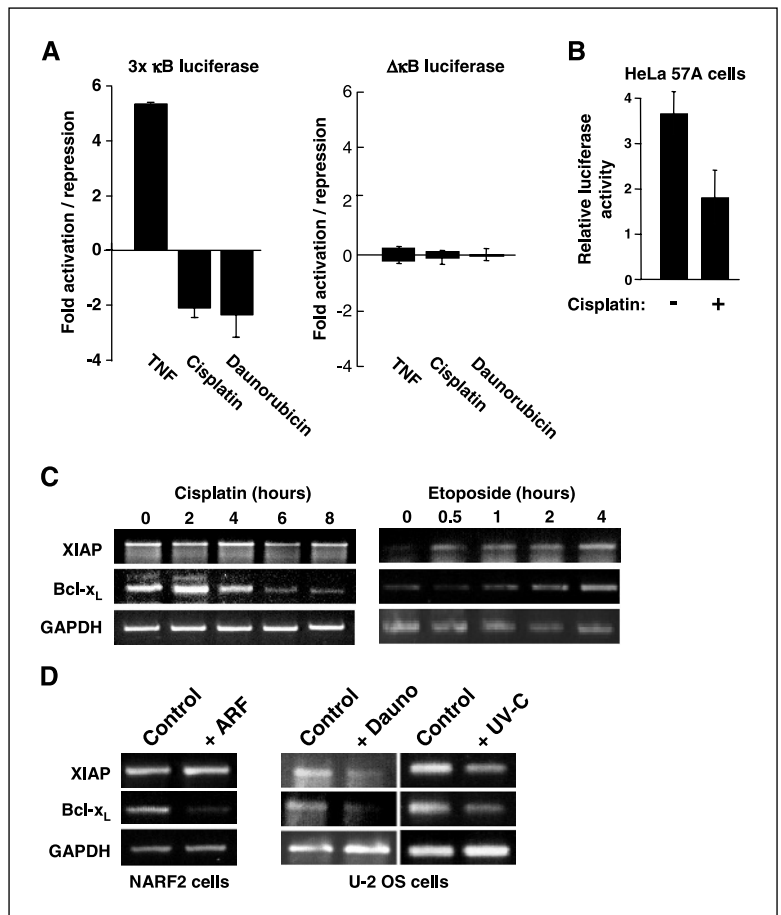 A
3x κB luciferase
Fold activation / repression
6
4
2
0
-2
-4
TNF
Cisplatin
Daunorubicin
ΔκB luciferase
Fold activation / repression
6
4
2
0
-2
-4
TNF
Cisplatin
Daunorubicin
B
HeLa 57A cells
Relative luciferase
activity
4
3
2
1
0
Cisplatin: - +
C
Cisplatin (hours)
0 2 4 6 8
Etoposide (hours)
0 0.5 1 2 4
XIAP
Bcl-xL
GAPDH
D
Control + ARF
Control + Dauno Control + UV-C
XIAP
Bcl-xL
GAPDH
NARF2 cells
U-2 OS cells